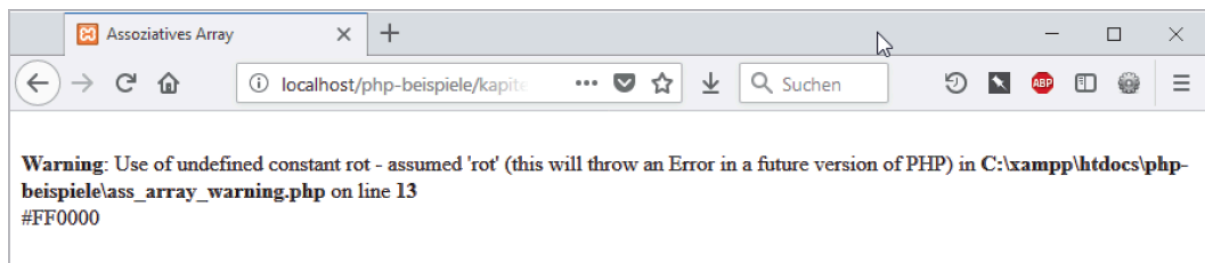 Assoziatives Array
localhost/php-beispiele/kapite
Suchen
ABP
Warning: Use of undefined constant rot - assumed 'rot' (this will throw an Error in a future version of PHP) in C:\xampp\htdocs\php-
beispiele\ass_array_warning.php on line 13
#FF0000